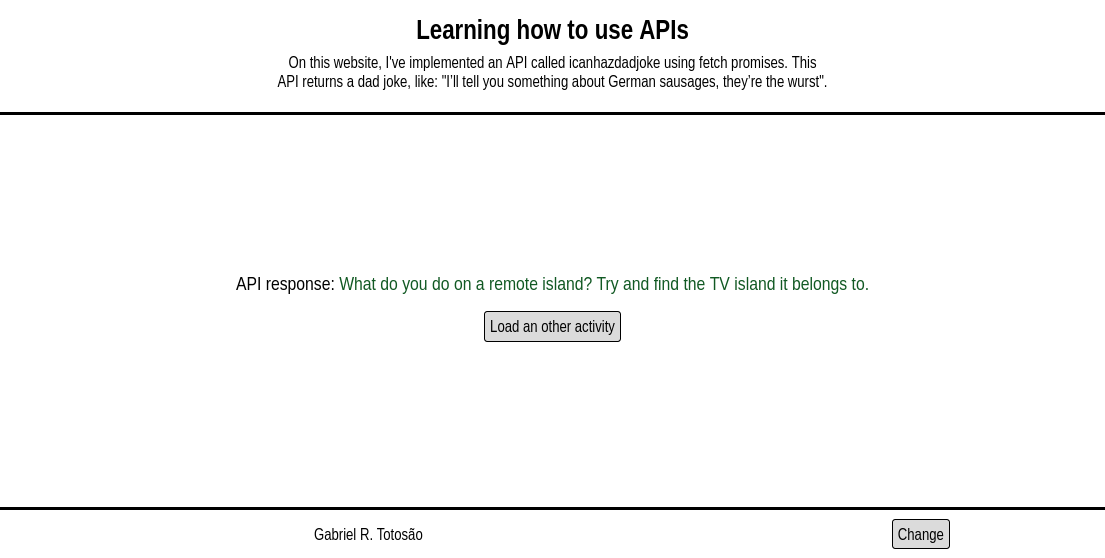 Learning how to use APIs
On this website, I've implemented an API called icanhazdadjoke using fetch promises. This
API returns a dad joke, like: "I’ll tell you something about German sausages, they’re the wurst".
API response: What do you do on a remote island? Try and find the TV island it belongs to.
Load an other activity
Gabriel R. Totosão
Change